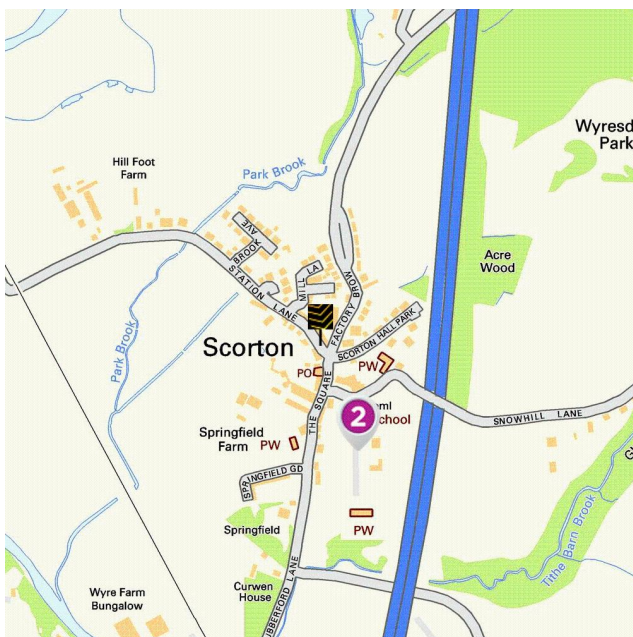 Wyresd
Park
Hill Foot
Farm
Park Brook
BROOK
AVE
STATION LANE
MILL
LA
FACTORY BROW
Acre
Wood
Scorton
SCORTON HALL PARK
PO
PW
THE SQUARE
2
chool
SNOWHILL LANE
Park Brook
Springfield
Farm
PW
SPRINGFIELD GD
PW
Springfield
Tithe Barn Brook
Curwen
House
IBBERFORD LANE
Wyre Farm
Bungalow